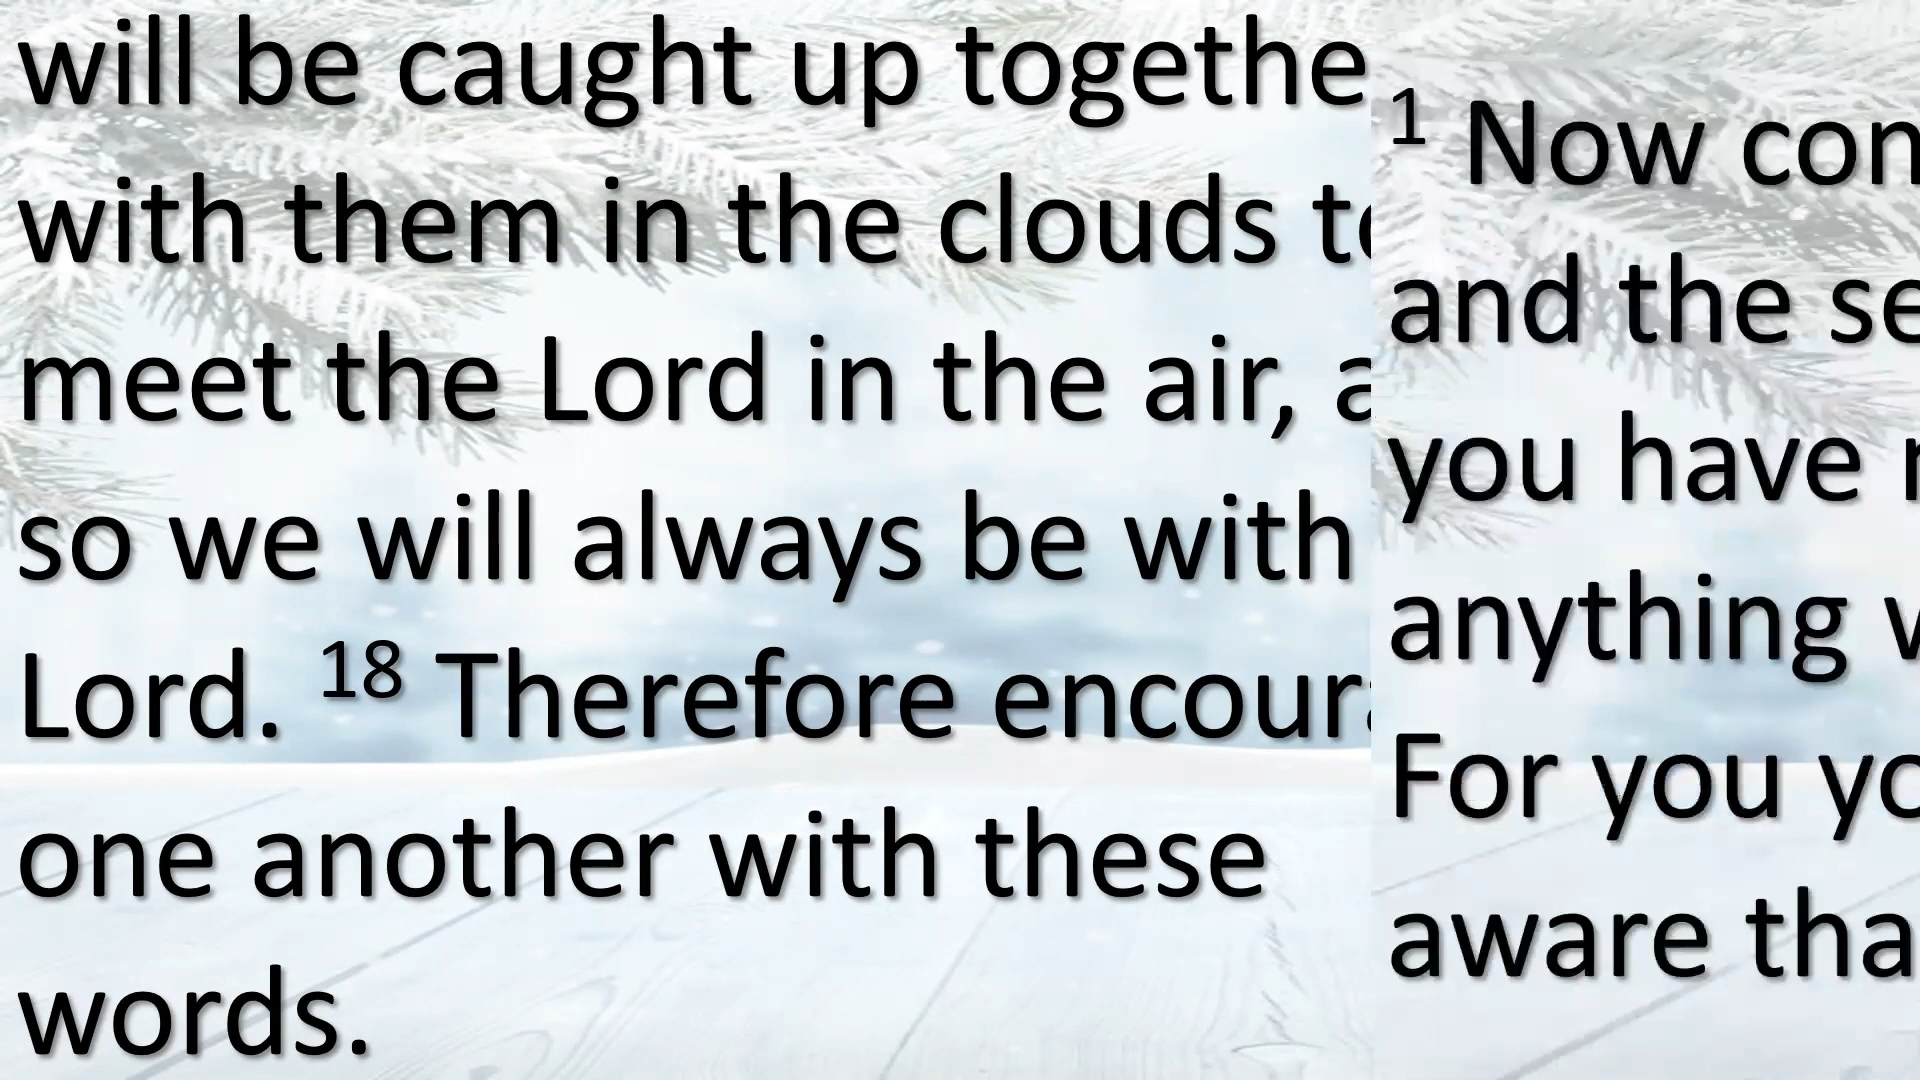 will be caught up togethe
with them in the clouds to
meet the Lord in the air, a
so we will always be with
Lord. 18 Therefore encoura
one another with these
words.
1 Now con
and the se
you have
anything
For you yo
aware tha